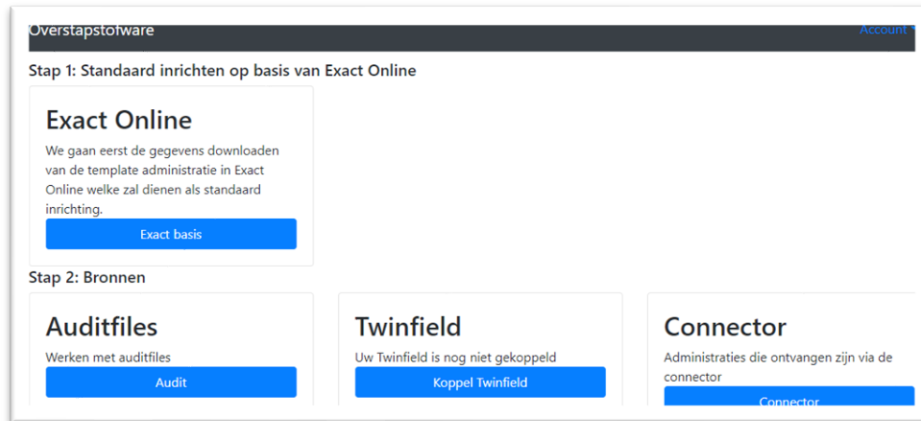 Overstapstofware
Account
Stap 1: Standaard inrichten op basis van Exact Online
Exact Online
We gaan eerst de gegevens downloaden
van de template administratie in Exact
Online welke zal dienen als standaard
inrichting.
Exact basis
Stap 2: Bronnen
Auditfiles
Werken met auditfiles
Audit
Twinfield
Uw Twinfield is nog niet gekoppeld
Koppel Twinfield
Connector
Administraties die ontvangen zijn via de
connector
Connector